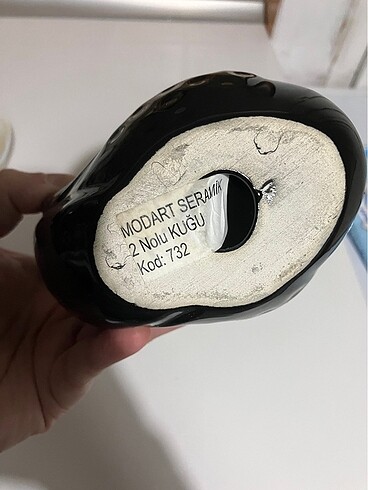 MODART SERAMİK
2 Nolu KUĞU
Kod: 732